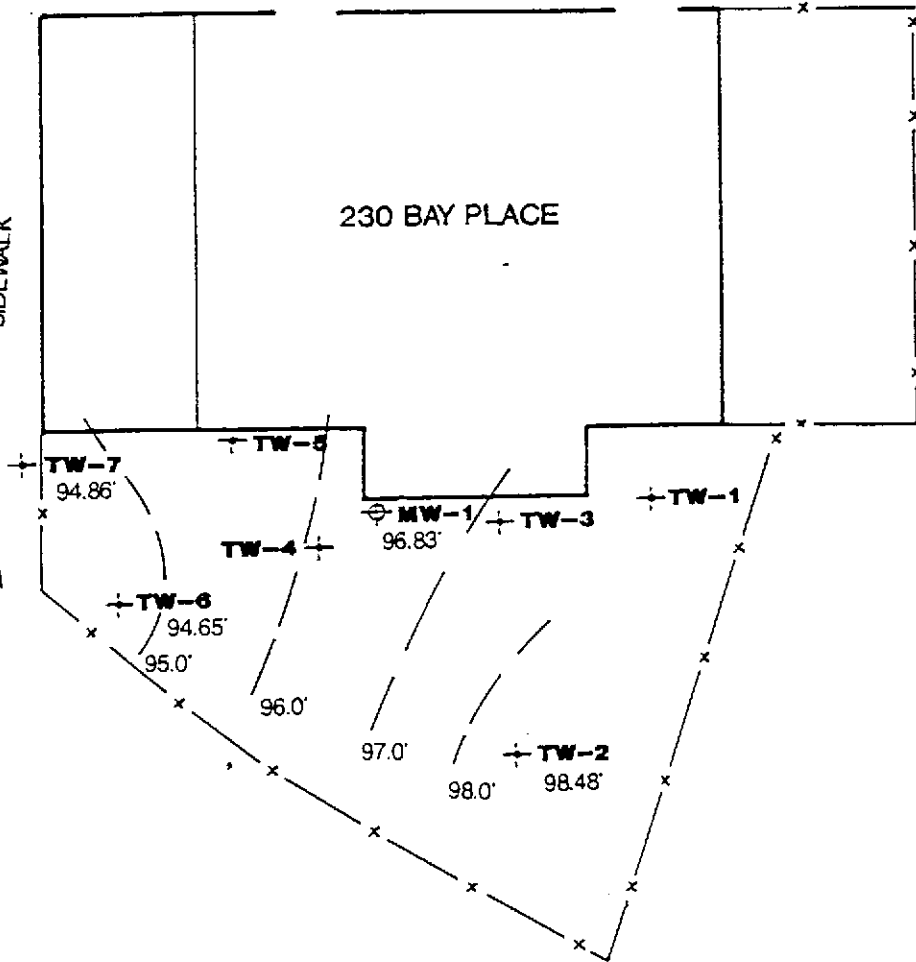 230 BAY PLACE
SIDEWALK
TW-5
TW-7
94.86'
TW-1
MW-1
TW-3
96.83'
TW-4
TW-6
94.65'
95.0'
96.0'
97.0'
TW-2
98.0'
98.48'